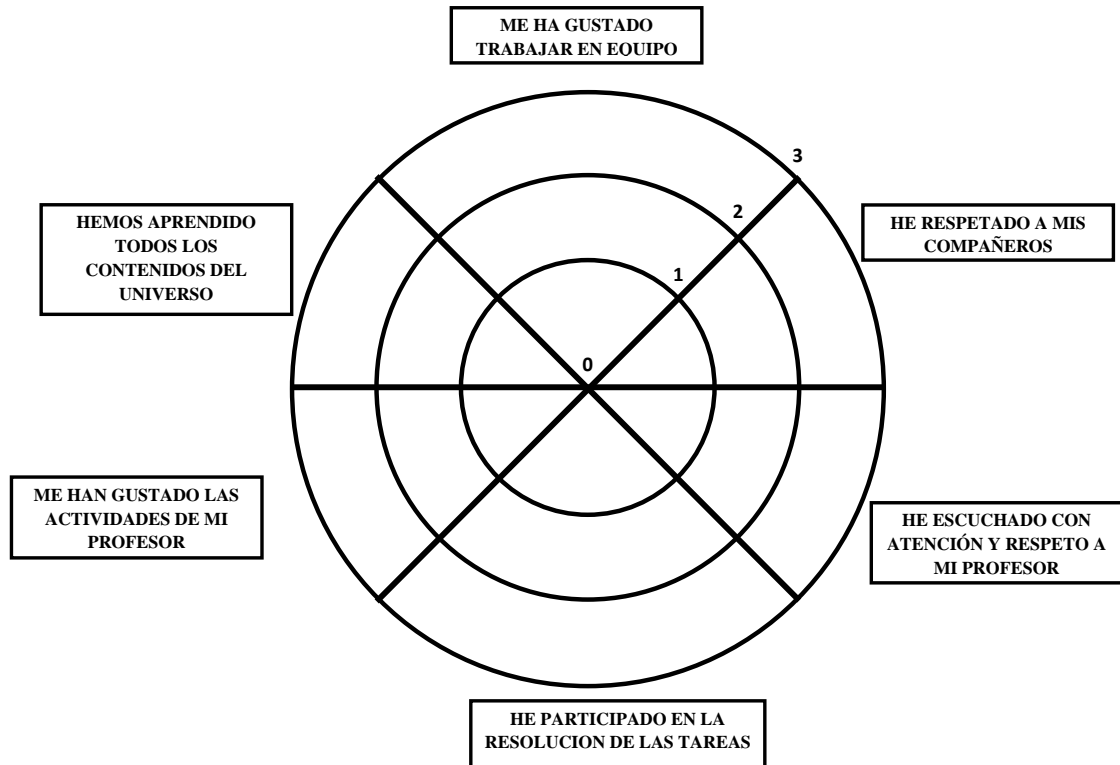 ME HA GUSTADO
TRABAJAR EN EQUIPO
3
2
1
0
HEMOS APRENDIDO
TODOS LOS
CONTENIDOS DEL
UNIVERSO
HE RESPETADO A MIS
COMPAÑEROS
ME HAN GUSTADO LAS
ACTIVIDADES DE MI
PROFESOR
HE ESCUCHADO CON
ATENCIÓN Y RESPETO A
MI PROFESOR
HE PARTICIPADO EN LA
RESOLUCION DE LAS TAREAS